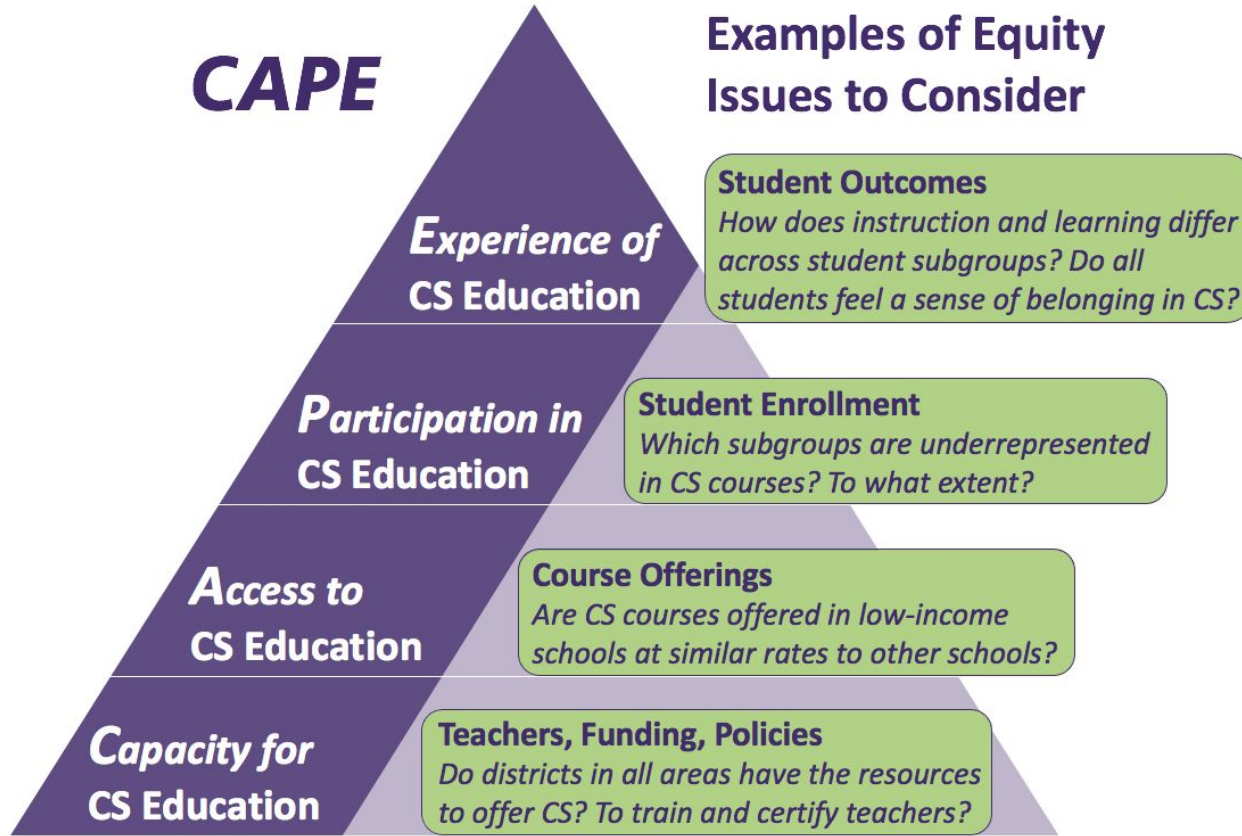 CAPE
Examples of Equity
Issues to Consider
Experience of
CS Education
Student Outcomes
How does instruction and learning differ
across student subgroups? Do all
students feel a sense of belonging in CS?
Participation in
CS Education
Student Enrollment
Which subgroups are underrepresented
in CS courses? To what extent?
Access to
CS Education
Course Offerings
Are CS courses offered in low-income
schools at similar rates to other schools?
Capacity for
CS Education
Teachers, Funding, Policies
Do districts in all areas have the resources
to offer CS? To train and certify teachers?